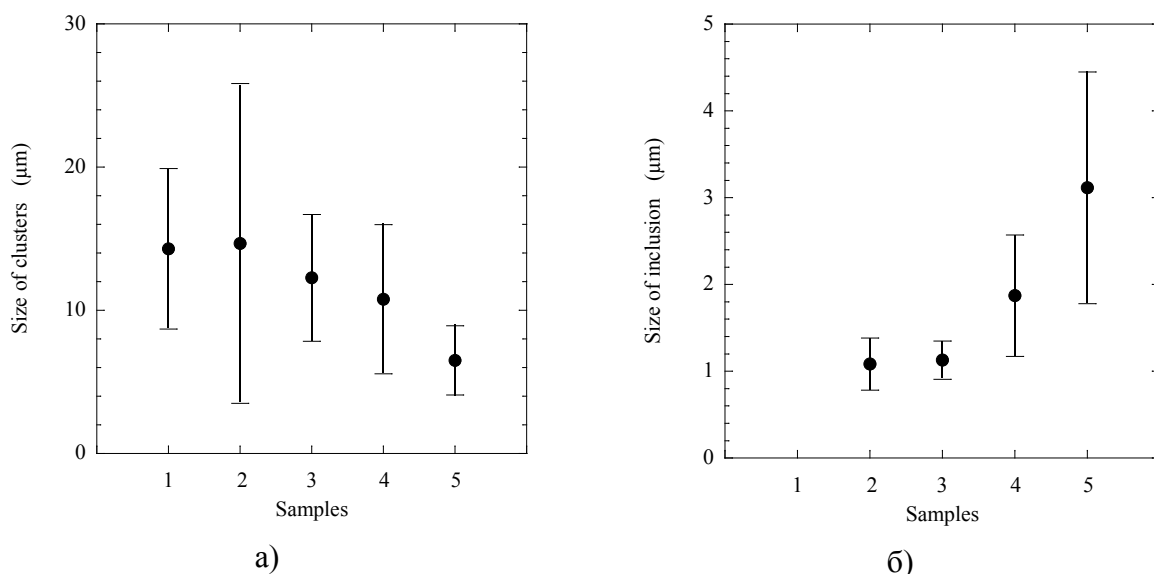 30
20
10
0
Size of clusters (μm)
1 2 3 4 5
Samples
а)
5
4
3
2
1
0
Size of inclusion (μm)
1 2 3 4 5
Samples
б)